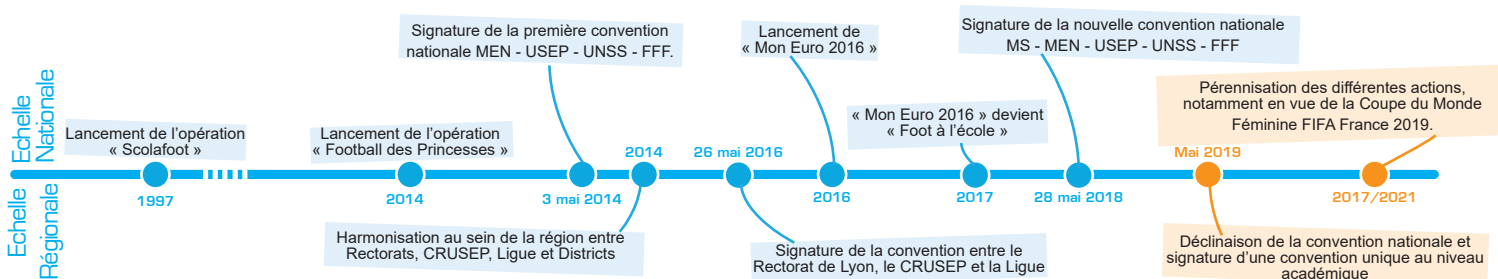 Echelle
Nationale
Echelle
Régionale
Lancement de l'opération
« Scolafoot »
1997
Lancement de l'opération
« Football des Princesses »
2014
Signature de la première convention
nationale MEN - USEP - UNSS - FFF.
3 mai 2014
2014
Harmonisation au sein de la région entre
Rectorats, CRUSEP, Ligue et Districts
26 mai 2016
Signature de la convention entre le
Rectorat de Lyon, le CRUSEP et la Ligue
Lancement de
« Mon Euro 2016 »
2016
« Mon Euro 2016 » devient
« Foot à l'école »
2017
Signature de la nouvelle convention nationale
MS - MEN - USEP - UNSS - FFF
28 mai 2018
Mai 2019
Déclinaison de la convention nationale et
signature d'une convention unique au niveau
académique
Pérennisation des différentes actions,
notamment en vue de la Coupe du Monde
Féminine FIFA France 2019.
2017/2021